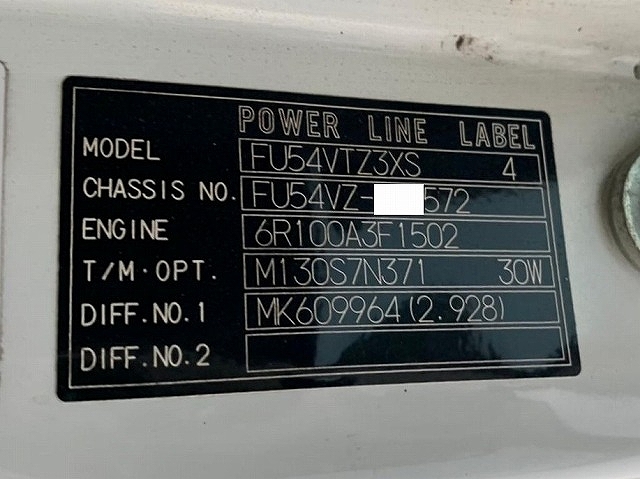 POWER LINE LABEL
MODEL FU54VTZ3XS 4
CHASSIS NO. FU54VZ- 572
ENGINE 6R100A3F1502
T/M·OPT. M130S7N371 30W
DIFF.NO.1 MK609964(2.928)
DIFF.NO.2